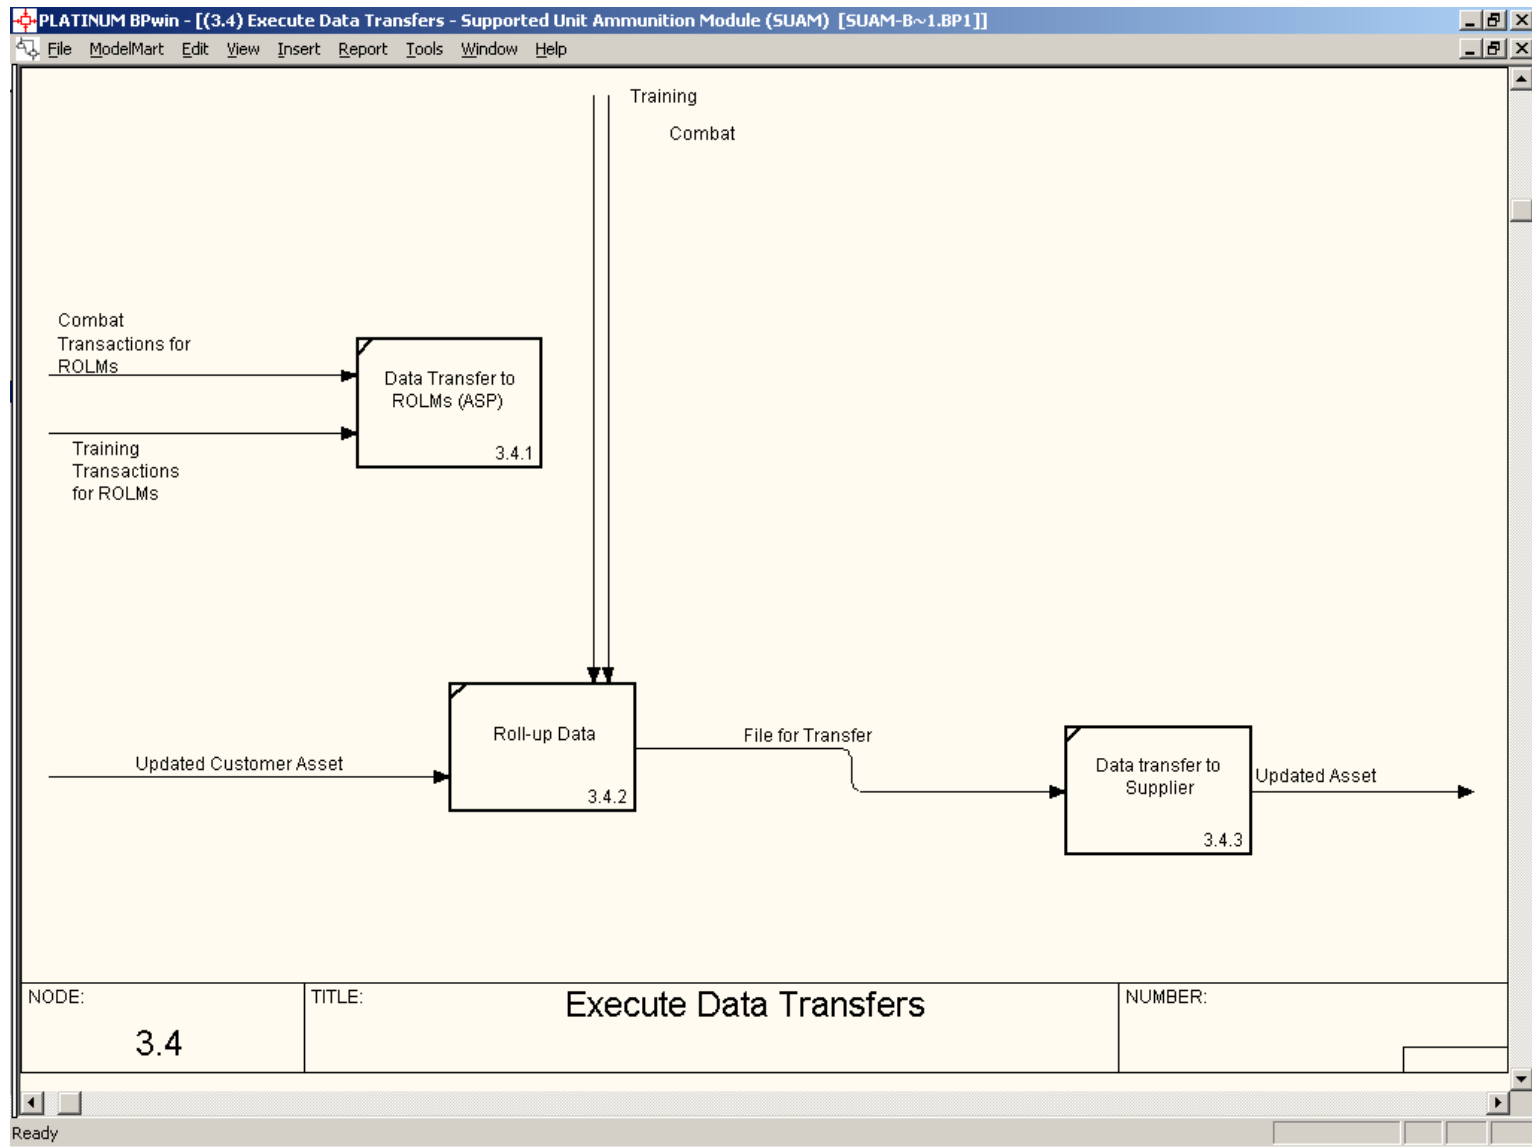 PLATINUM BPwin - [(3.4) Execute Data Transfers - Supported Unit Ammunition Module (SUAM) [SUAM-B~1.BP1]]
File ModelMart Edit View Insert Report Tools Window Help
Training
Combat
Combat
Transactions for
ROLMs
Data Transfer to
ROLMs (ASP)
3.4.1
Training
Transactions
for ROLMs
Roll-up Data
3.4.2
File for Transfer
Updated Customer Asset
Data transfer to
Supplier
3.4.3
Updated Asset
NODE:
3.4
TITLE:
Execute Data Transfers
NUMBER:
Ready